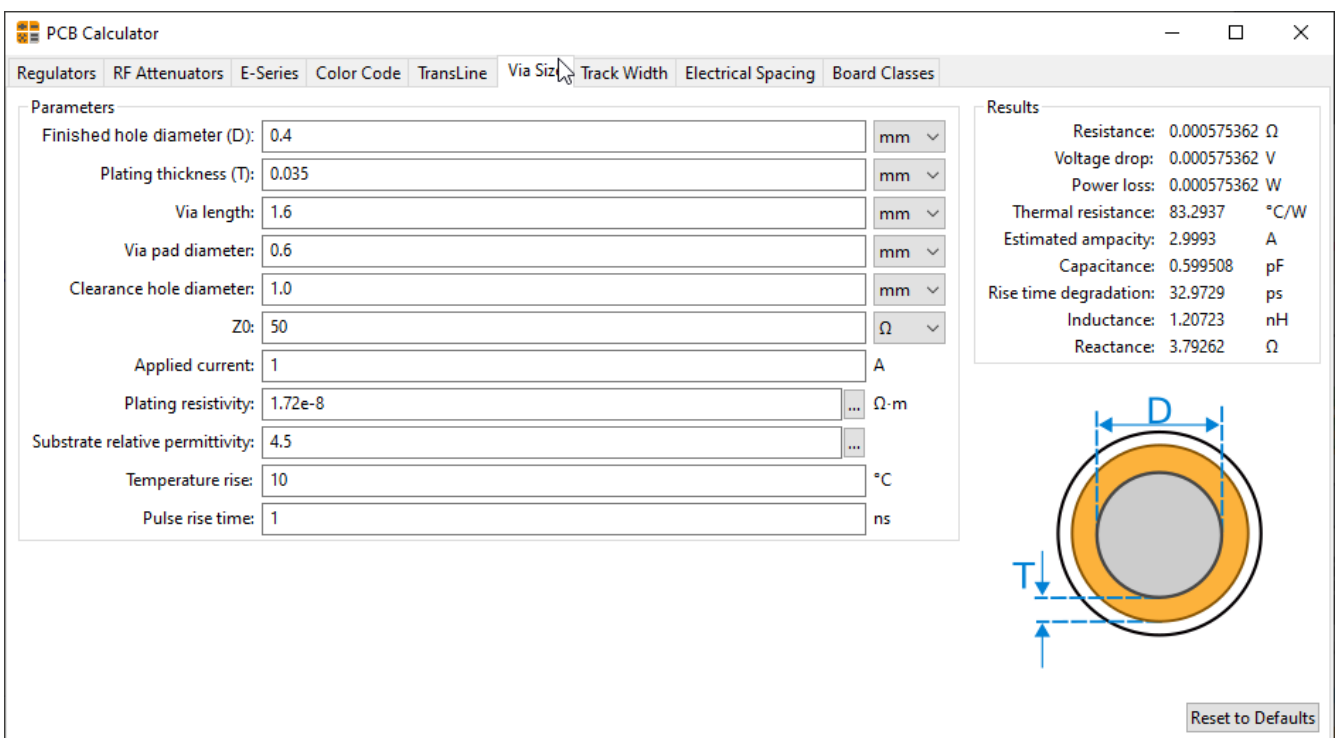 PCB Calculator
Regulators RF Attenuators E-Series Color Code TransLine Via Size Track Width Electrical Spacing Board Classes
Parameters
Finished hole diameter (D): 0.4 mm
Plating thickness (T): 0.035 mm
Via length: 1.6 mm
Via pad diameter: 0.6 mm
Clearance hole diameter: 1.0 mm
Z0: 50 Ω
Applied current: 1 A
Plating resistivity: 1.72e-8 ... Ω·m
Substrate relative permittivity: 4.5 ...
Temperature rise: 10 °C
Pulse rise time: 1 ns
Results
Resistance: 0.000575362 Ω
Voltage drop: 0.000575362 V
Power loss: 0.000575362 W
Thermal resistance: 83.2937 °C/W
Estimated ampacity: 2.9993 A
Capacitance: 0.599508 pF
Rise time degradation: 32.9729 ps
Inductance: 1.20723 nH
Reactance: 3.79262 Ω
D
T
Reset to Defaults